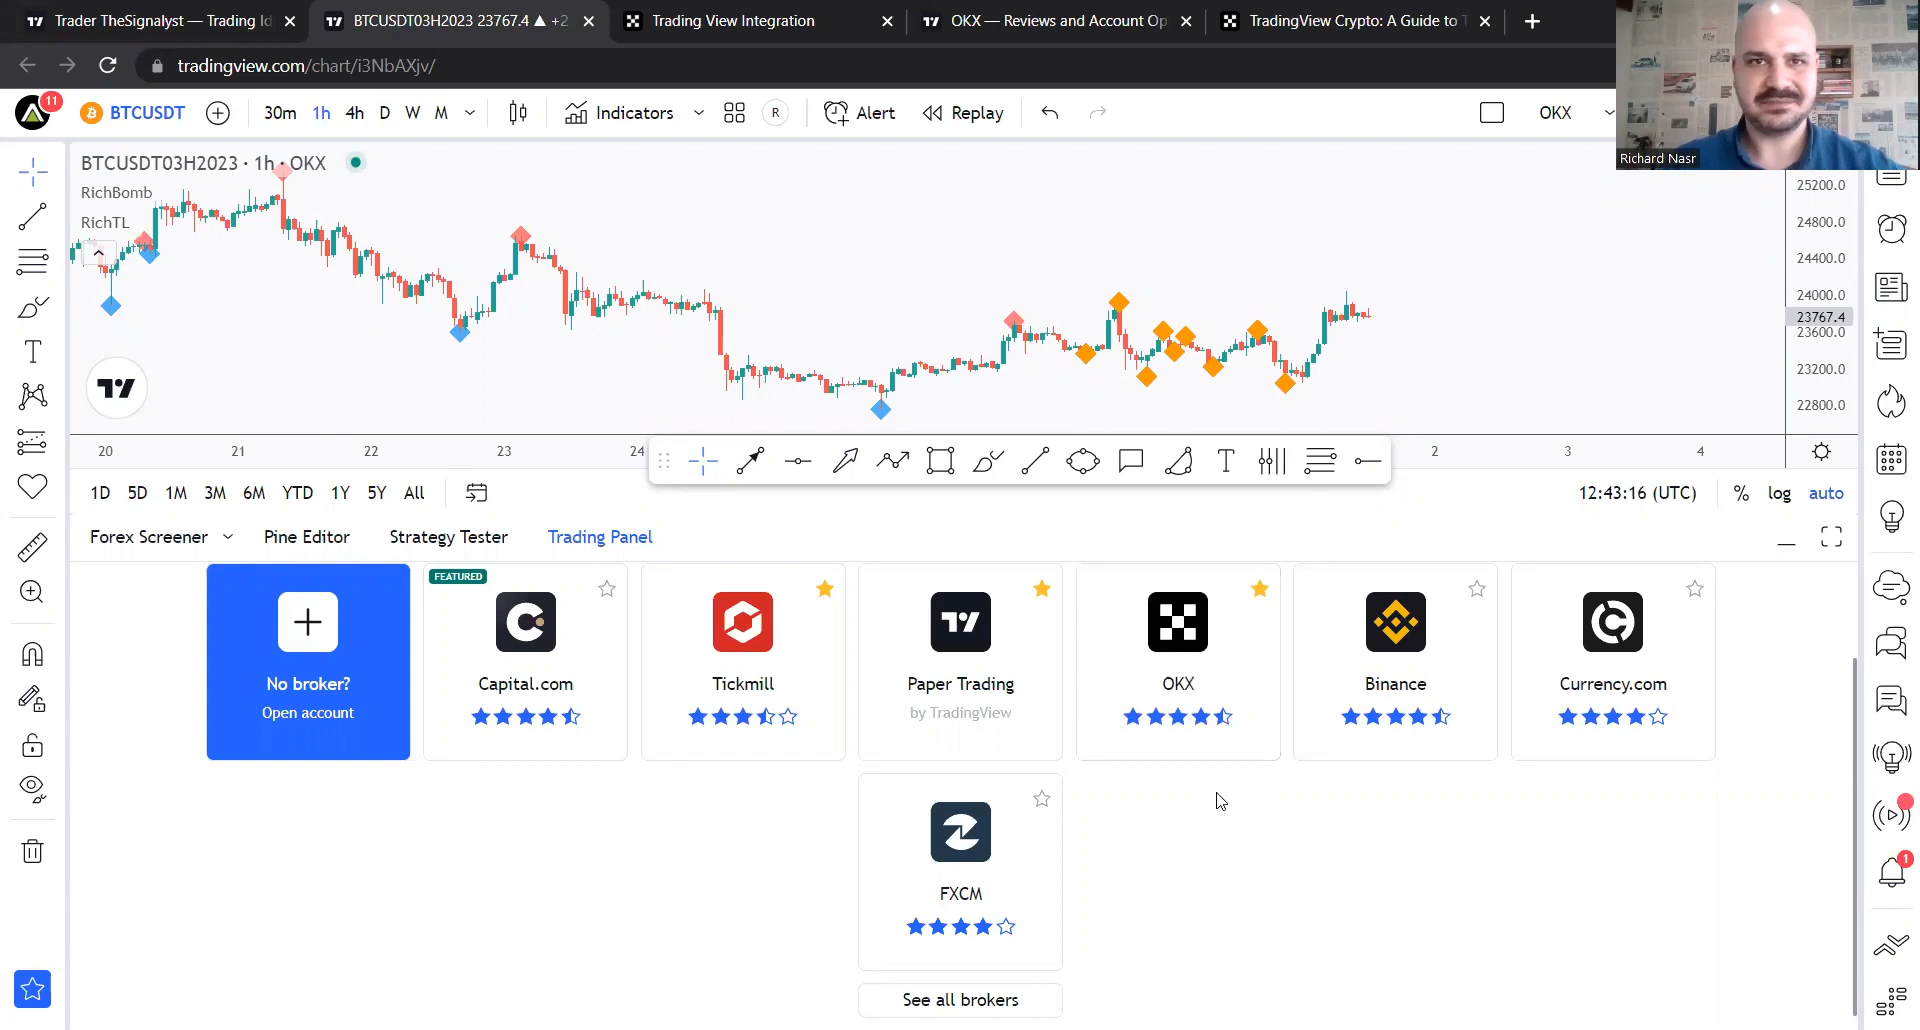 Trader TheSignalyst — Trading Id
BTCUSDT03H2023 23767.4 ▲ +2
Trading View Integration
OKX — Reviews and Account Op
TradingView Crypto: A Guide to T
tradingview.com/chart/i3NbAXjv/
11
BTCUSDT
30m
1h
4h
D
W
M
Indicators
R
Alert
Replay
OKX
Richard Nasr
BTCUSDT03H2023 · 1h · OKX
RichBomb
RichTL
25200.0
24800.0
24400.0
24000.0
23767.4
23600.0
23200.0
22800.0
20
21
22
23
24
2
3
4
1D
5D
1M
3M
6M
YTD
1Y
5Y
All
12:43:16 (UTC)
%
log
auto
Forex Screener
Pine Editor
Strategy Tester
Trading Panel
No broker?
Open account
FEATURED
Capital.com
Tickmill
Paper Trading
by TradingView
OKX
Binance
Currency.com
FXCM
See all brokers
1